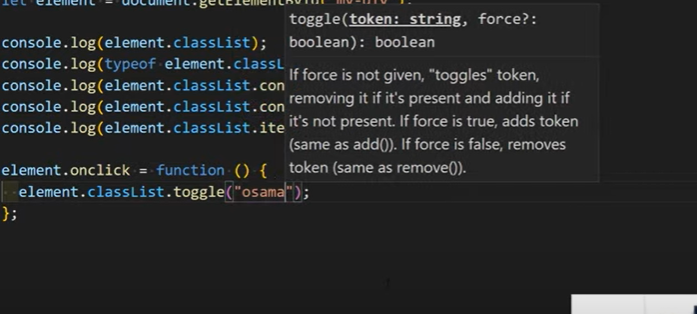 let element = document.getElementById("my-div");
console.log(element.classList);
console.log(typeof element.classL
console.log(element.classList.con
console.log(element.classList.con
console.log(element.classList.ite
element.onclick = function () {
element.classList.toggle("osama");
};
toggle(token: string, force?:
boolean): boolean
If force is not given, "toggles" token,
removing it if it's present and adding it if
it's not present. If force is true, adds token
(same as add()). If force is false, removes
token (same as remove()).